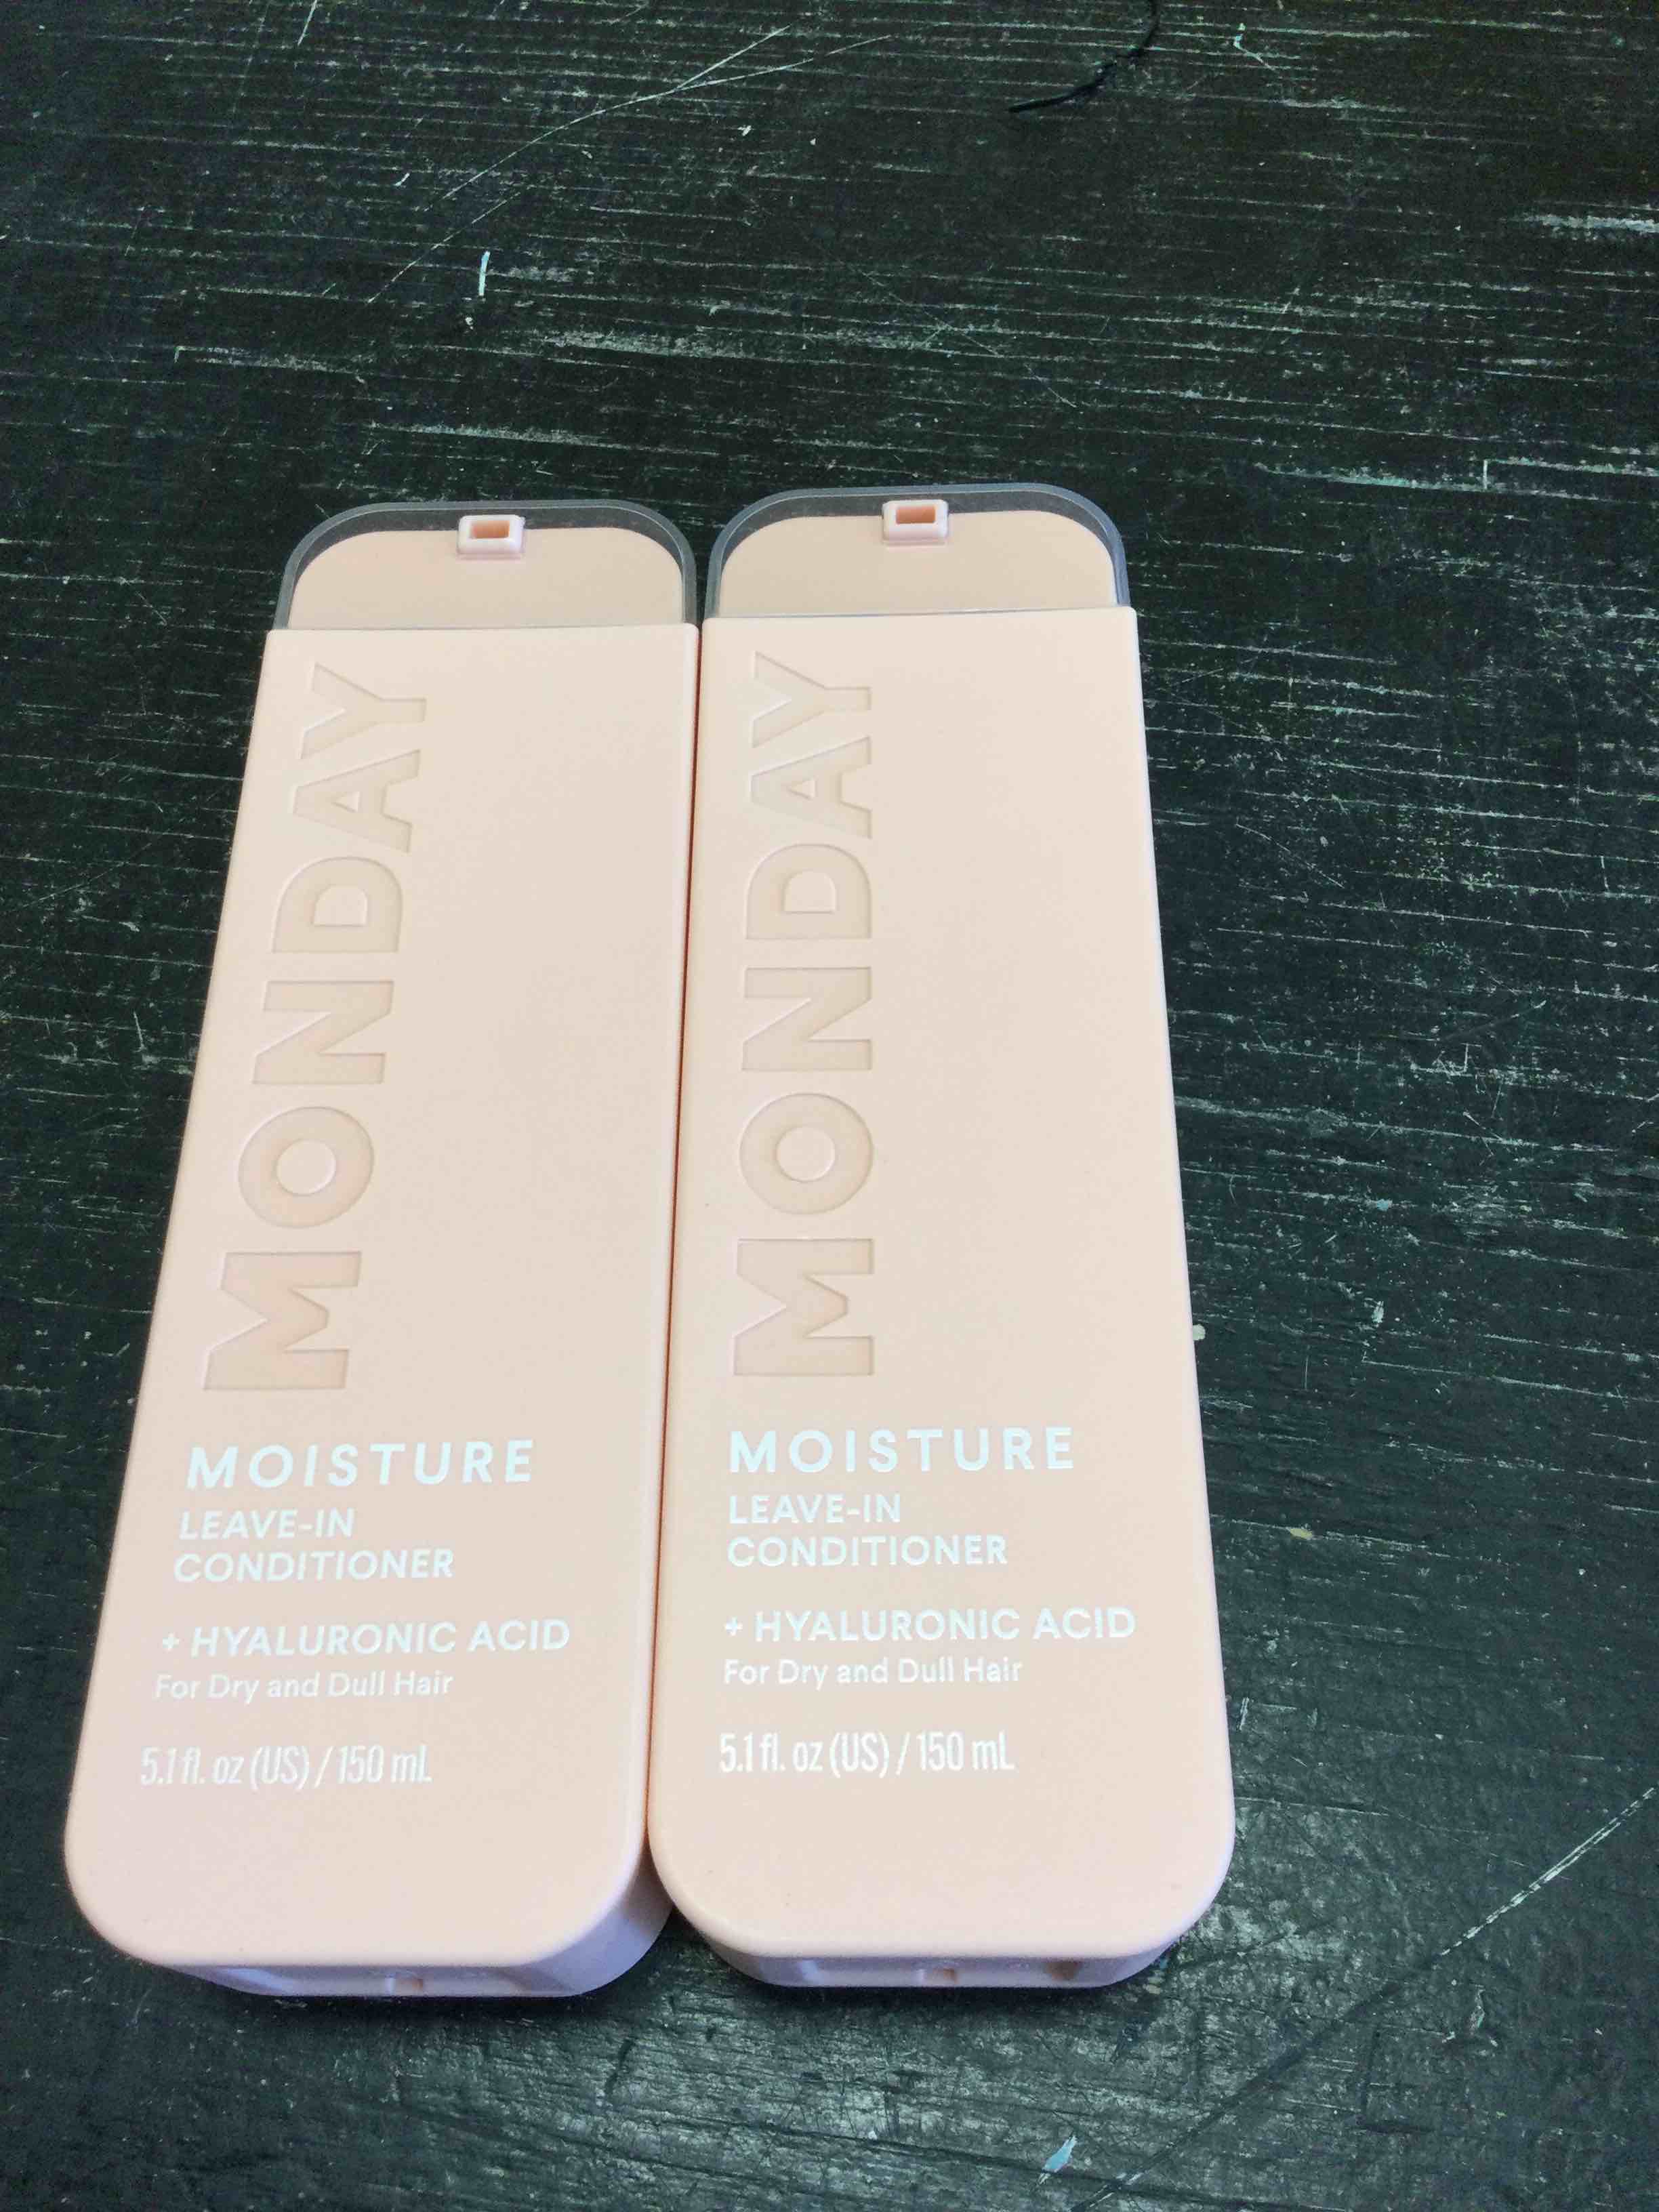 MONDAY
MOISTURE
LEAVE-IN
CONDITIONER
+ HYALURONIC ACID
For Dry and Dull Hair
5.1 fl. oz (US) / 150 mL
MONDAY
MOISTURE
LEAVE-IN
CONDITIONER
+ HYALURONIC ACID
For Dry and Dull Hair
5.1 fl. oz (US) / 150 mL